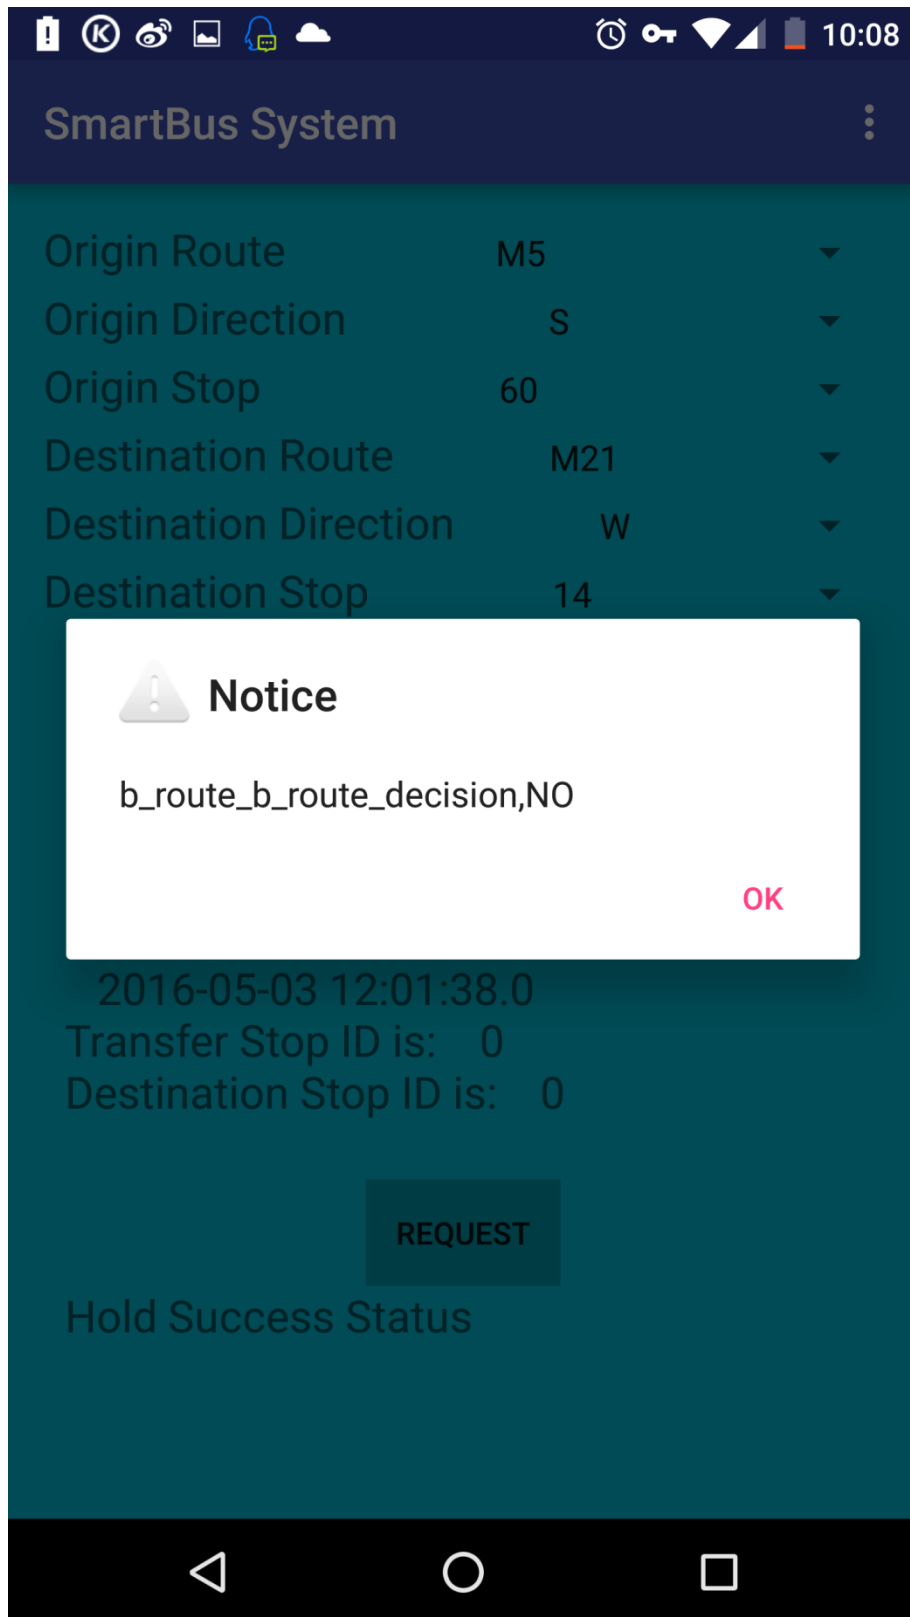 10:08
SmartBus System
Origin Route M5
Origin Direction S
Origin Stop 60
Destination Route M21
Destination Direction W
Destination Stop 14
Notice
b_route_b_route_decision,NO
OK
2016-05-03 12:01:38.0
Transfer Stop ID is: 0
Destination Stop ID is: 0
REQUEST
Hold Success Status